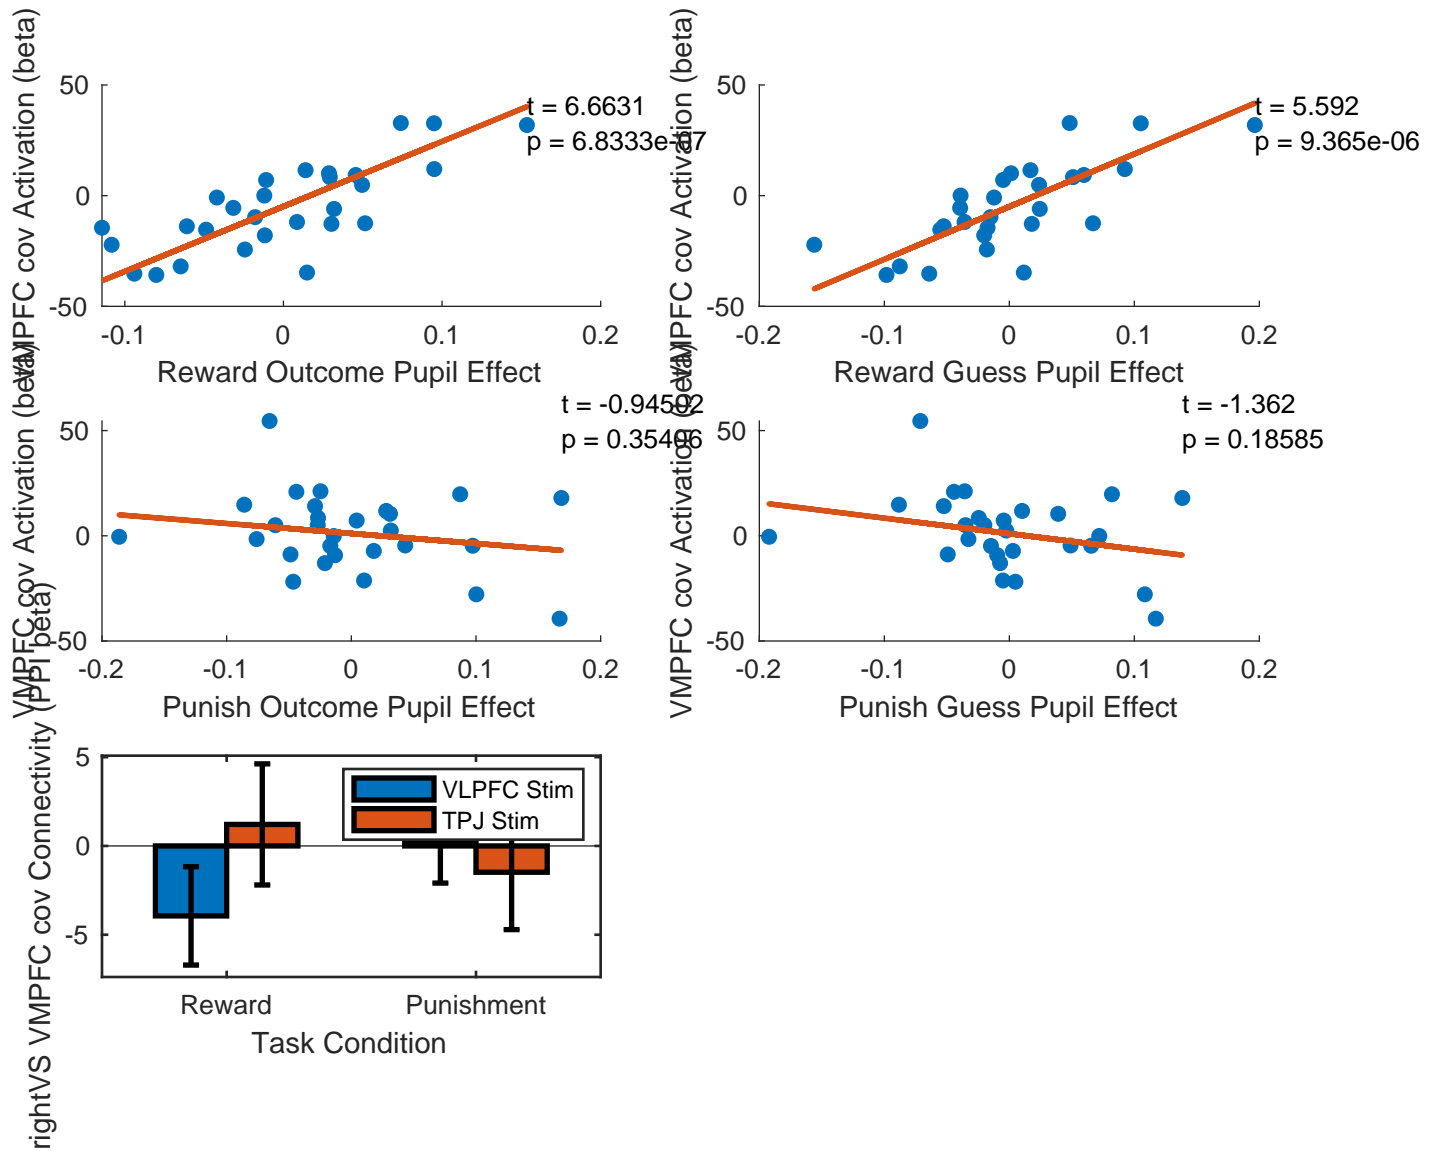 VMPFC cov Activation (beta)
50
0
-50
-0.1
0
0.1
0.2
Reward Outcome Pupil Effect
t = 6.6631
p = 6.8333e-07
VMPFC cov Activation (beta)
50
0
-50
-0.2
-0.1
0
0.1
0.2
Reward Guess Pupil Effect
t = 5.592
p = 9.365e-06
VMPFC cov Activation (beta)
50
0
-50
-0.2
-0.1
0
0.1
0.2
Punish Outcome Pupil Effect
t = -0.94502
p = 0.35406
VMPFC cov Activation (beta)
50
0
-50
-0.2
-0.1
0
0.1
0.2
Punish Guess Pupil Effect
t = -1.362
p = 0.18585
rightVS VMPFC cov Connectivity (PPI beta)
5
0
-5
Reward
Punishment
Task Condition
VLPFC Stim
TPJ Stim